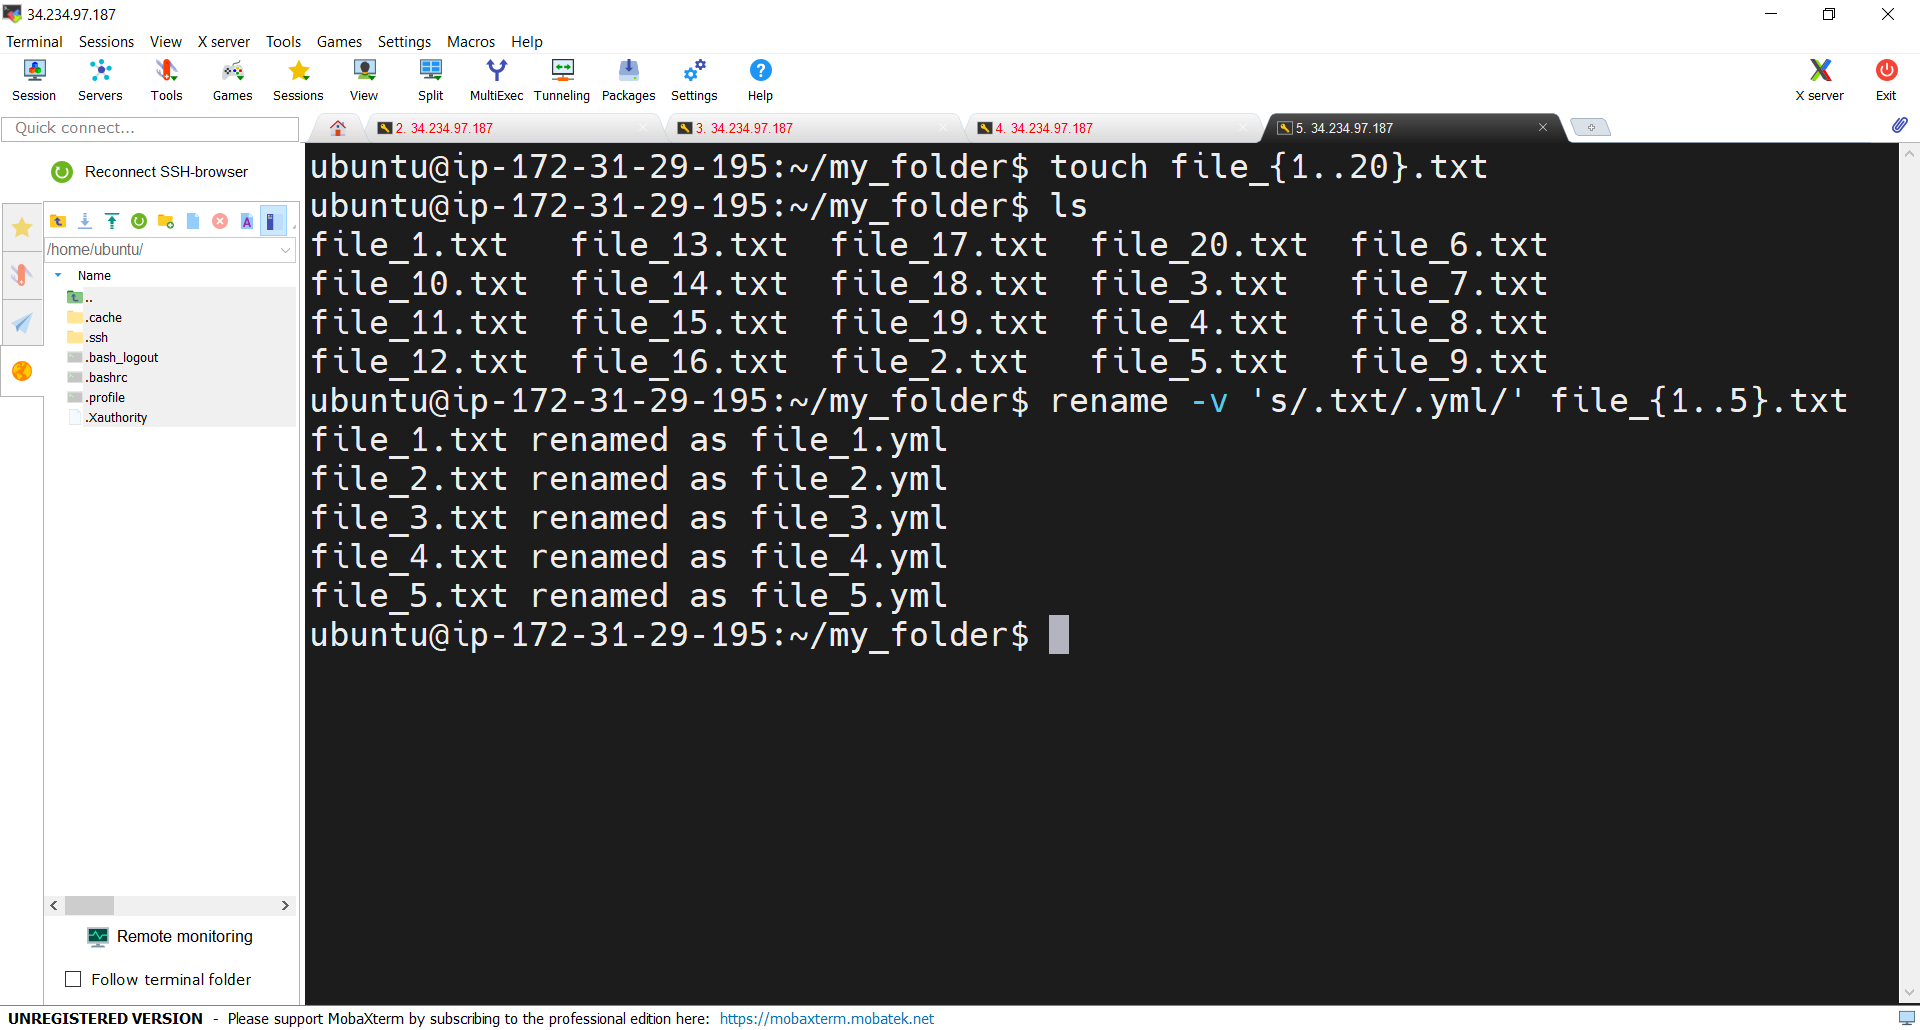 34.234.97.187
Terminal Sessions View X server Tools Games Settings Macros Help
Session Servers Tools Games Sessions View Split MultiExec Tunneling Packages Settings Help X server Exit
Quick connect...
2. 34.234.97.187
3. 34.234.97.187
4. 34.234.97.187
5. 34.234.97.187
Reconnect SSH-browser
/home/ubuntu/
Name
..
.cache
.ssh
.bash_logout
.bashrc
.profile
.Xauthority
Remote monitoring
Follow terminal folder
ubuntu@ip-172-31-29-195:~/my_folder$ touch file_{1..20}.txt
ubuntu@ip-172-31-29-195:~/my_folder$ ls
file_1.txt file_13.txt file_17.txt file_20.txt file_6.txt
file_10.txt file_14.txt file_18.txt file_3.txt file_7.txt
file_11.txt file_15.txt file_19.txt file_4.txt file_8.txt
file_12.txt file_16.txt file_2.txt file_5.txt file_9.txt
ubuntu@ip-172-31-29-195:~/my_folder$ rename -v 's/.txt/.yml/' file_{1..5}.txt
file_1.txt renamed as file_1.yml
file_2.txt renamed as file_2.yml
file_3.txt renamed as file_3.yml
file_4.txt renamed as file_4.yml
file_5.txt renamed as file_5.yml
ubuntu@ip-172-31-29-195:~/my_folder$
UNREGISTERED VERSION - Please support MobaXterm by subscribing to the professional edition here: https://mobaxterm.mobatek.net